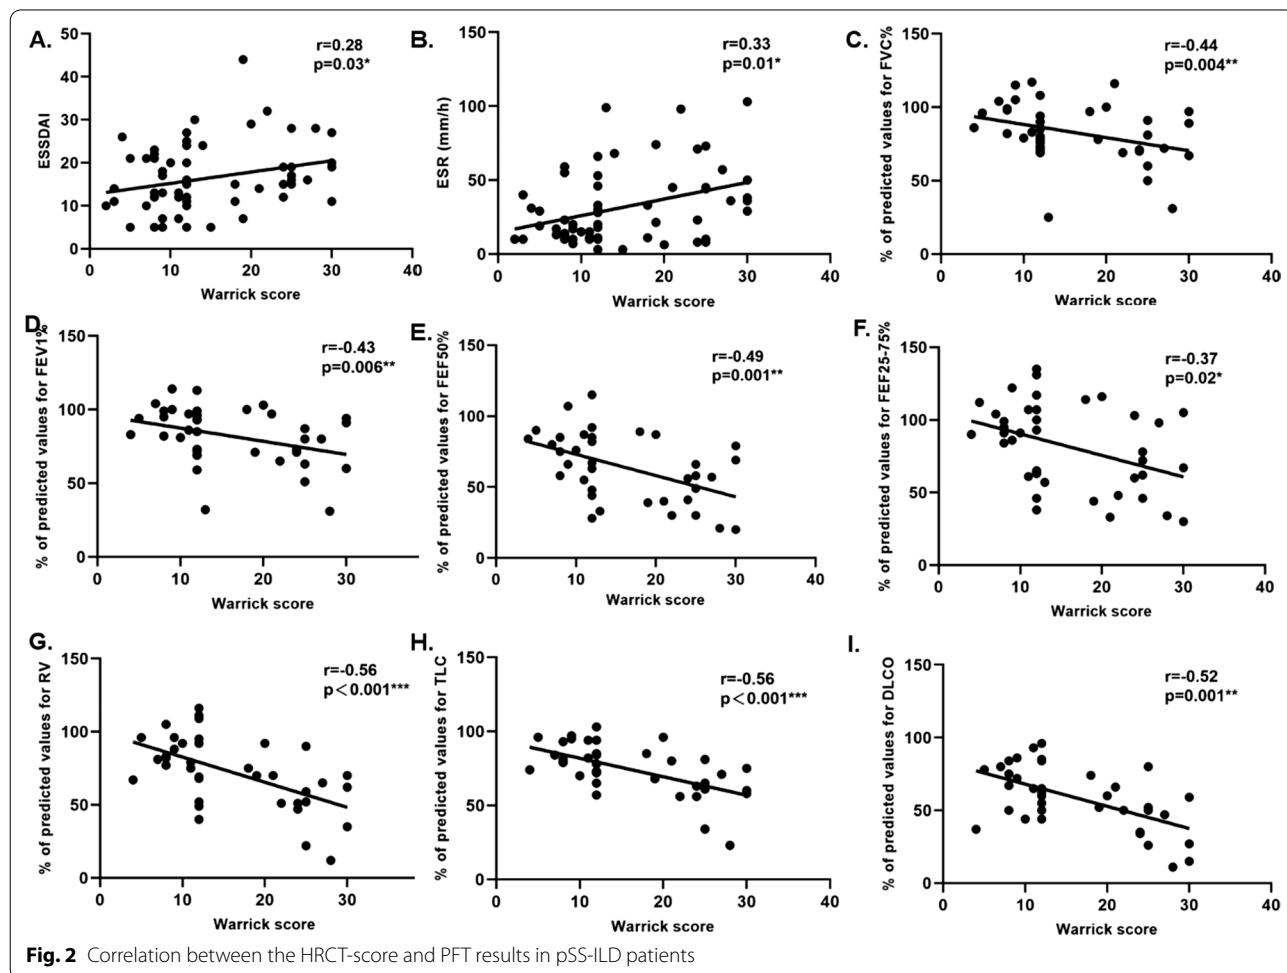 A.
50
40
30
20
10
0
ESSDAI
r=0.28
p=0.03*
0 10 20 30 40
Warrick score
B.
150
100
50
0
ESR (mm/h)
r=0.33
p=0.01*
0 10 20 30 40
Warrick score
C.
150
100
50
0
% of predicted values for FVC%
r=-0.44
p=0.004**
0 10 20 30 40
Warrick score
D.
150
100
50
0
% of predicted values for FEV1%
r=-0.43
p=0.006**
0 10 20 30
Warrick score
E.
150
100
50
0
% of predicted values for FEF50%
r=-0.49
p=0.001**
0 10 20 30 40
Warrick score
F.
150
100
50
0
% of predicted values for FEF25-75%
r=-0.37
p=0.02*
0 10 20 30 40
Warrick score
G.
150
100
50
0
% of predicted values for RV
r=-0.56
p<0.001***
0 10 20 30
Warrick score
H.
150
100
50
0
% of predicted values for TLC
r=-0.56
p<0.001***
0 10 20 30 40
Warrick score
I.
150
100
50
0
% of predicted values for DLCO
r=-0.52
p=0.001**
0 10 20 30 40
Warrick score
Fig. 2 Correlation between the HRCT-score and PFT results in pSS-ILD patients